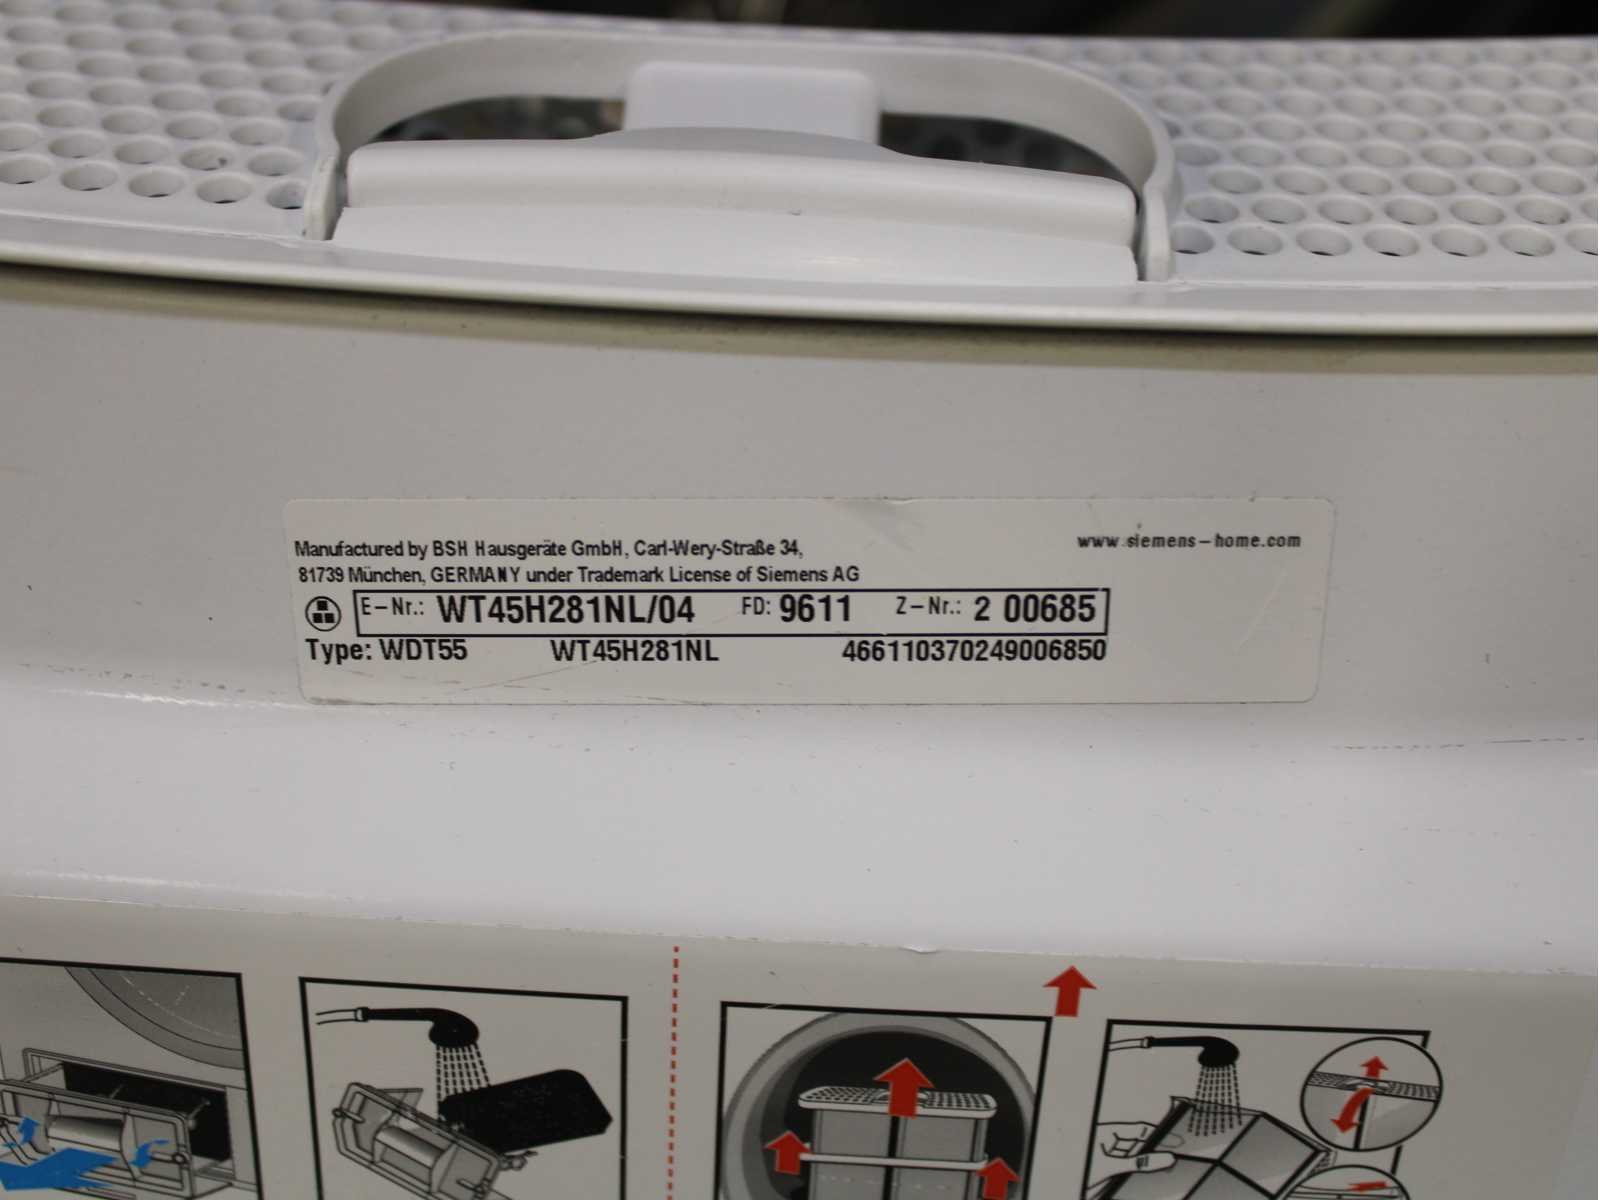 Manufactured by BSH Hausgeräte GmbH, Carl-Wery-Straße 34,
www.siemens-home.com
81739 München, GERMANY under Trademark License of Siemens AG
E-Nr.: WT45H281NL/04 FD: 9611 Z-Nr.: 2 00685
Type: WDT55 WT45H281NL 466110370249006850